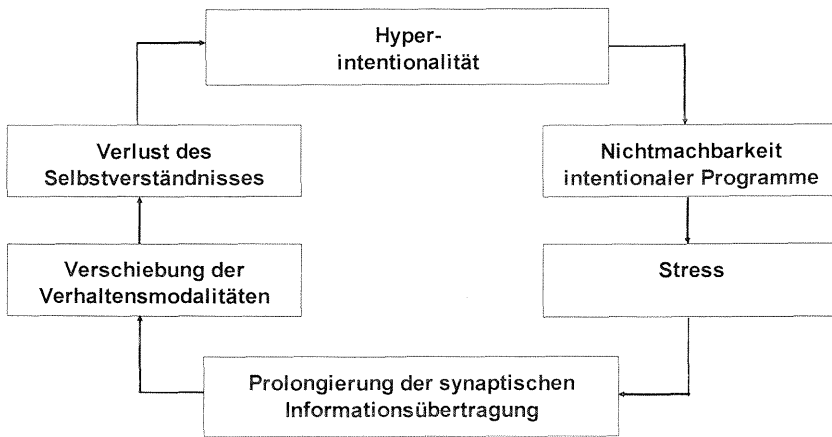 Hyper-
intentionalität
Verlust des
Selbstverständnisses
Nichtmachbarkeit
intentionaler Programme
Verschiebung der
Verhaltensmodalitäten
Stress
Prolongierung der synaptischen
Informationsübertragung